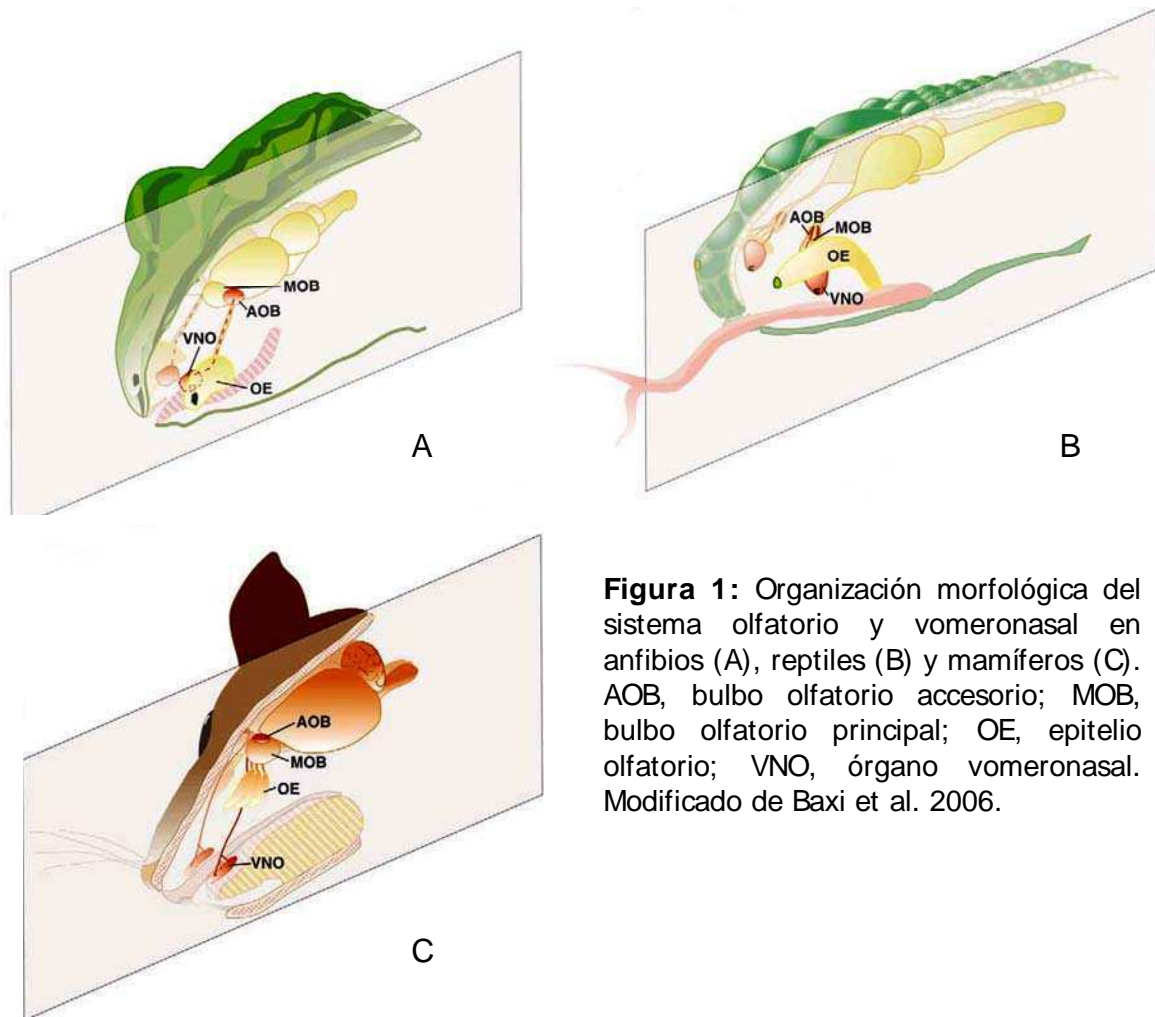 MOB
AOB
VNO
OE
A
AOB
MOB
OE
VNO
B
AOB
MOB
OE
VNO
C
Figura 1: Organización morfológica del
sistema olfatorio y vomeronasal en
anfibios (A), reptiles (B) y mamíferos (C).
AOB, bulbo olfatorio accesorio; MOB,
bulbo olfatorio principal; OE, epitelio
olfatorio; VNO, órgano vomeronasal.
Modificado de Baxi et al. 2006.